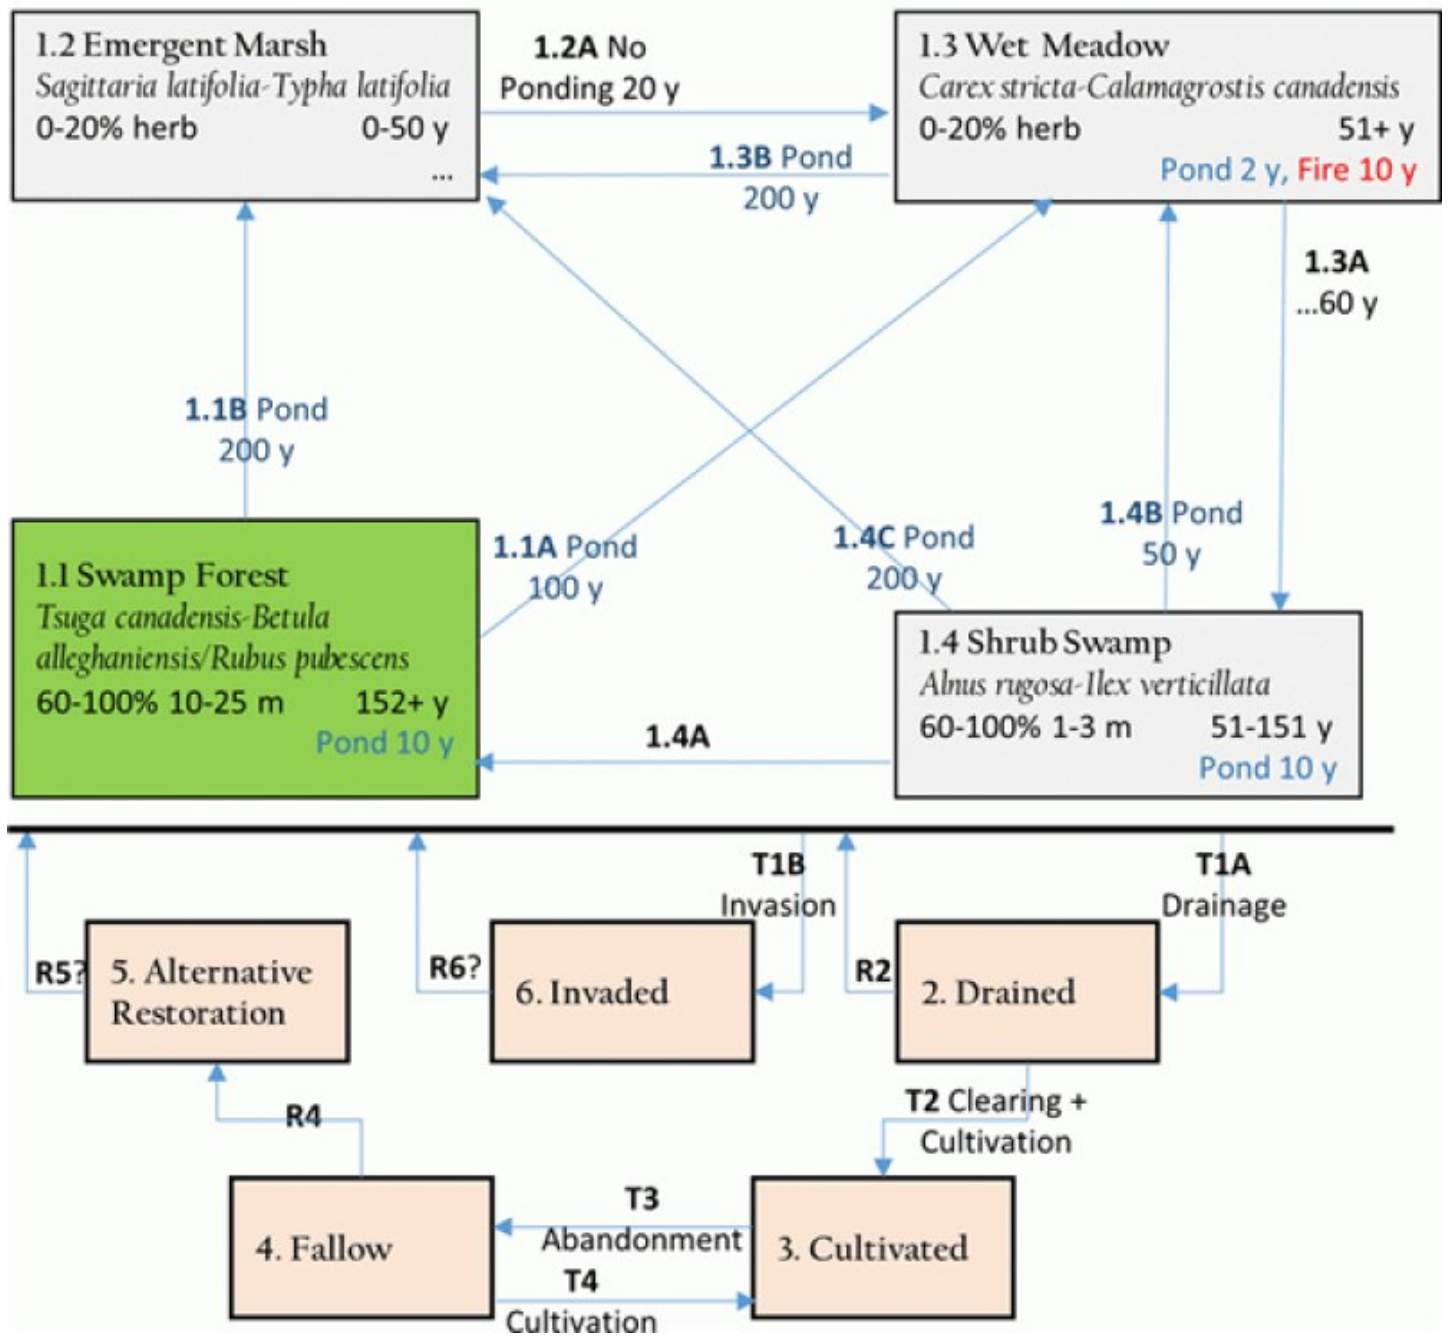 1.2 Emergent Marsh
Sagittaria latifolia-Typha latifolia
0-20% herb 0-50 y
...
1.2A No
Ponding 20 y
1.3B Pond
200 y
1.3 Wet Meadow
Carex stricta-Calamagrostis canadensis
0-20% herb 51+ y
Pond 2 y, Fire 10 y
1.3A
...60 y
1.1B Pond
200 y
1.1A Pond
100 y
1.4C Pond
200 y
1.4B Pond
50 y
1.1 Swamp Forest
Tsuga canadensis-Betula
alleghaniensis/Rubus pubescens
60-100% 10-25 m 152+ y
Pond 10 y
1.4A
1.4 Shrub Swamp
Alnus rugosa-Ilex verticillata
60-100% 1-3 m 51-151 y
Pond 10 y
T1B
Invasion
T1A
Drainage
R5?
5. Alternative
Restoration
R6?
6. Invaded
R2
2. Drained
R4
T2 Clearing +
Cultivation
4. Fallow
T3
Abandonment
T4
Cultivation
3. Cultivated